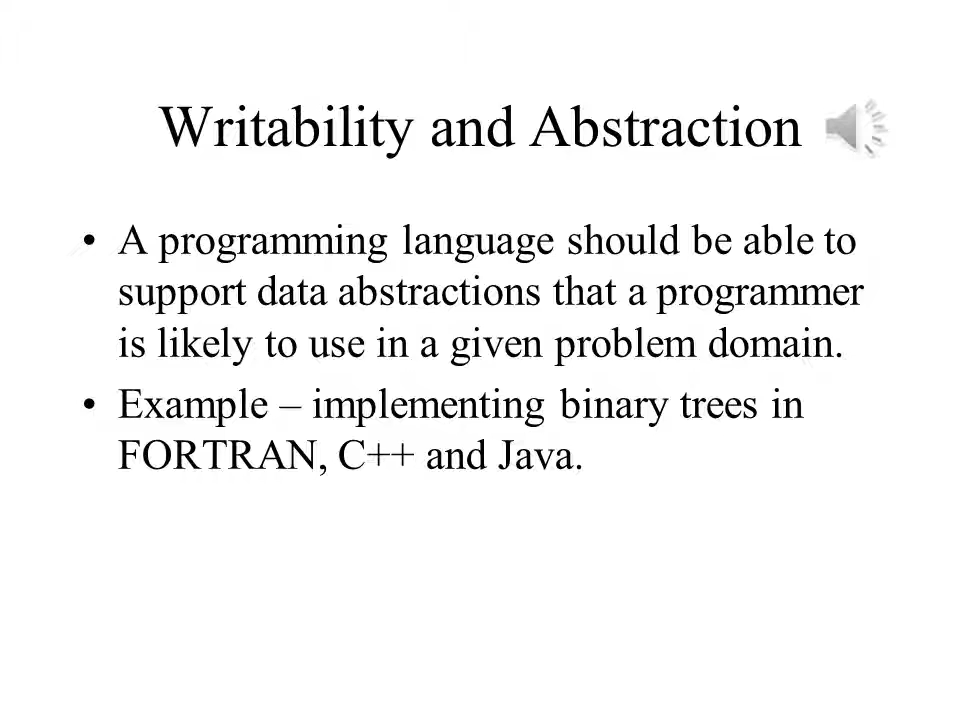 Writability and Abstraction
• A programming language should be able to
support data abstractions that a programmer
is likely to use in a given problem domain.
• Example – implementing binary trees in
FORTRAN, C++ and Java.